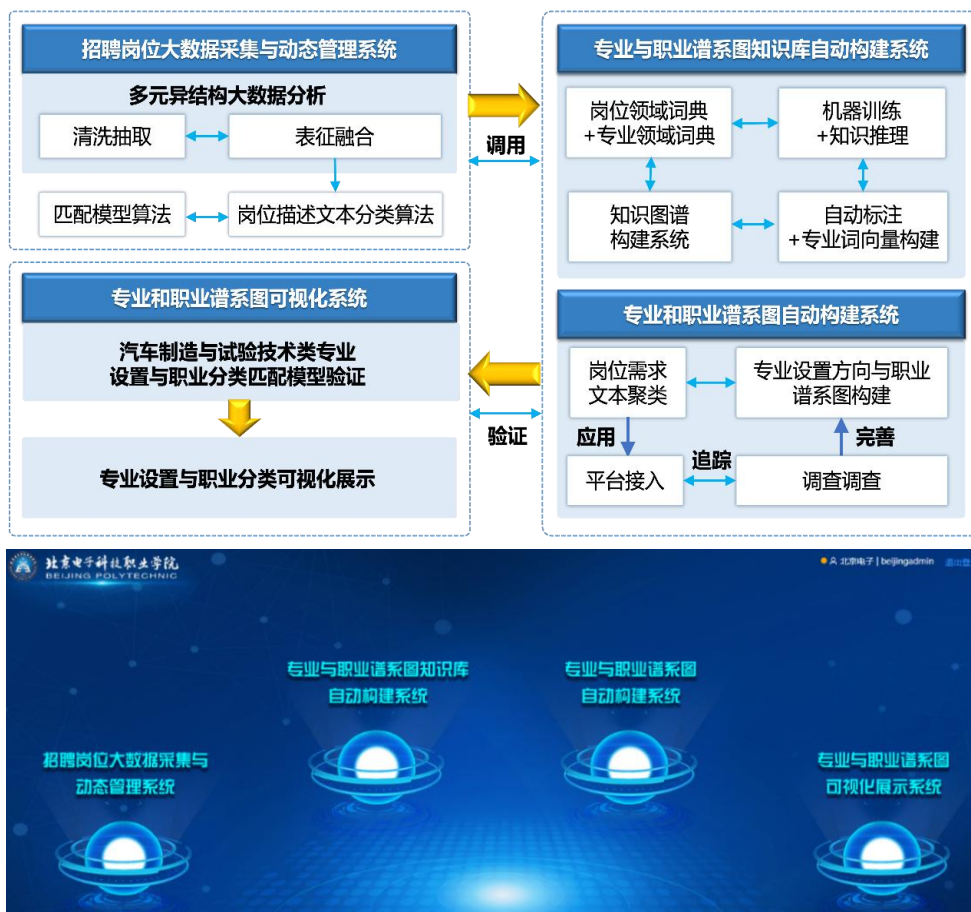 招聘岗位大数据采集与动态管理系统
多元异结构大数据分析
清洗抽取
表征融合
匹配模型算法
岗位描述文本分类算法
调用
专业与职业谱系图知识库自动构建系统
岗位领域词典
+专业领域词典
机器训练
+知识推理
知识图谱
构建系统
自动标注
+专业词向量构建
专业和职业谱系图可视化系统
汽车制造与试验技术类专业
设置与职业分类匹配模型验证
专业设置与职业分类可视化展示
验证
专业和职业谱系图自动构建系统
岗位需求
文本聚类
专业设置方向与职业
谱系图构建
应用
完善
追踪
平台接入
调查调查
北京电子科技职业学院
BEIJING POLYTECHNIC
北京电子 | beijingadmin
退出登
专业与职业谱系图知识库
自动构建系统
专业与职业谱系图
自动构建系统
招聘岗位大数据采集与
动态管理系统
专业与职业谱系图
可视化展示系统